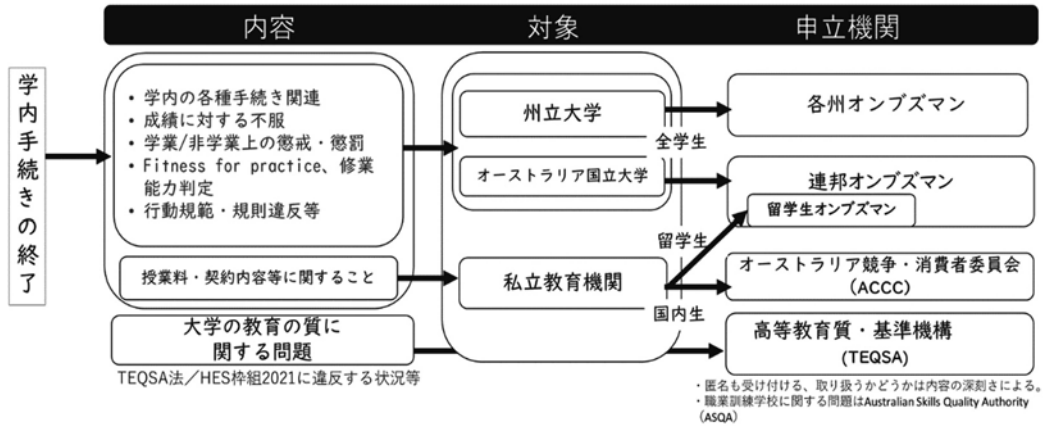 内容
対象
申立機関
学内手続きの終了
・ 学内の各種手続き関連
・ 成績に対する不服
・ 学業/非学業上の懲戒・懲罰
・ Fitness for practice、修業
能力判定
・ 行動規範・規則違反等
授業料・契約内容等に関すること
大学の教育の質に
関する問題
TEQSA法／HES枠組2021に違反する状況等
州立大学
全学生
オーストラリア国立大学
留学生
私立教育機関
国内生
各州オンブズマン
連邦オンブズマン
留学生オンブズマン
オーストラリア競争・消費者委員会
(ACCC)
高等教育質・基準機構
(TEQSA)
・匿名も受け付ける、取り扱うかどうかは内容の深刻さによる。
・職業訓練学校に関する問題はAustralian Skills Quality Authority
（ASQA）